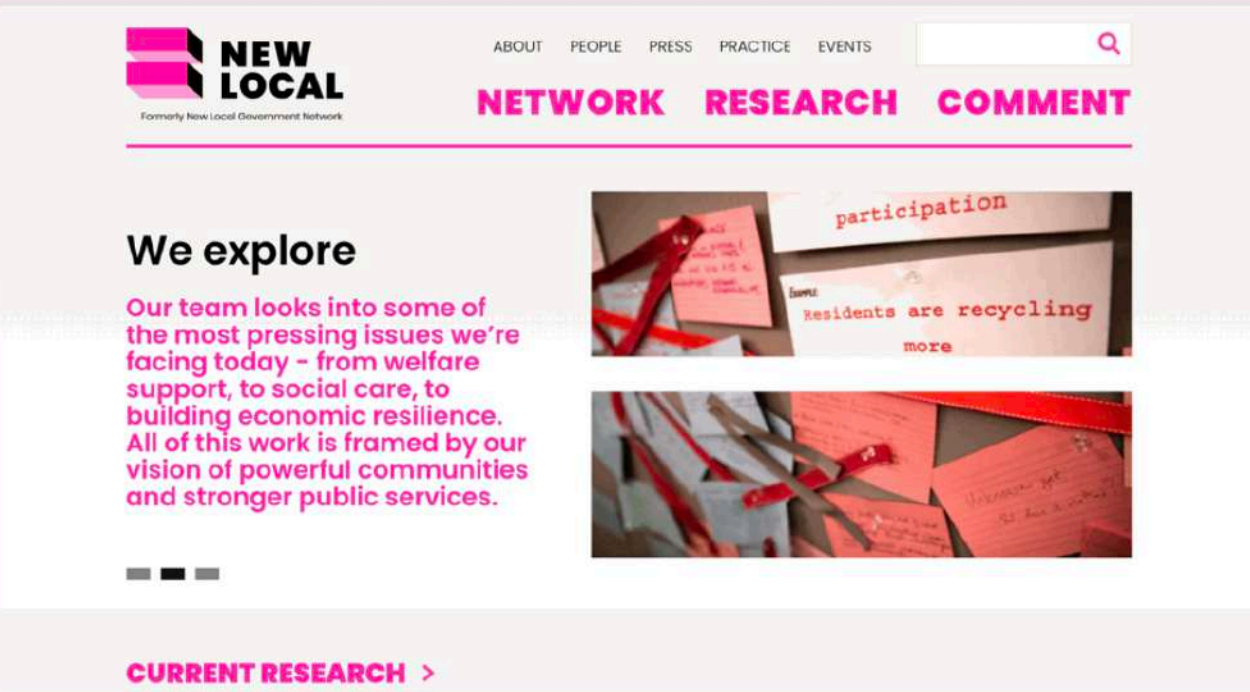 NEW
LOCAL
Formerly New Local Government Network
ABOUT PEOPLE PRESS PRACTICE EVENTS
NETWORK RESEARCH COMMENT
We explore
Our team looks into some of
the most pressing issues we’re
facing today - from welfare
support, to social care, to
building economic resilience.
All of this work is framed by our
vision of powerful communities
and stronger public services.
participation
EXAMPLE:
Residents are recycling
more
Unknown yet
CURRENT RESEARCH >